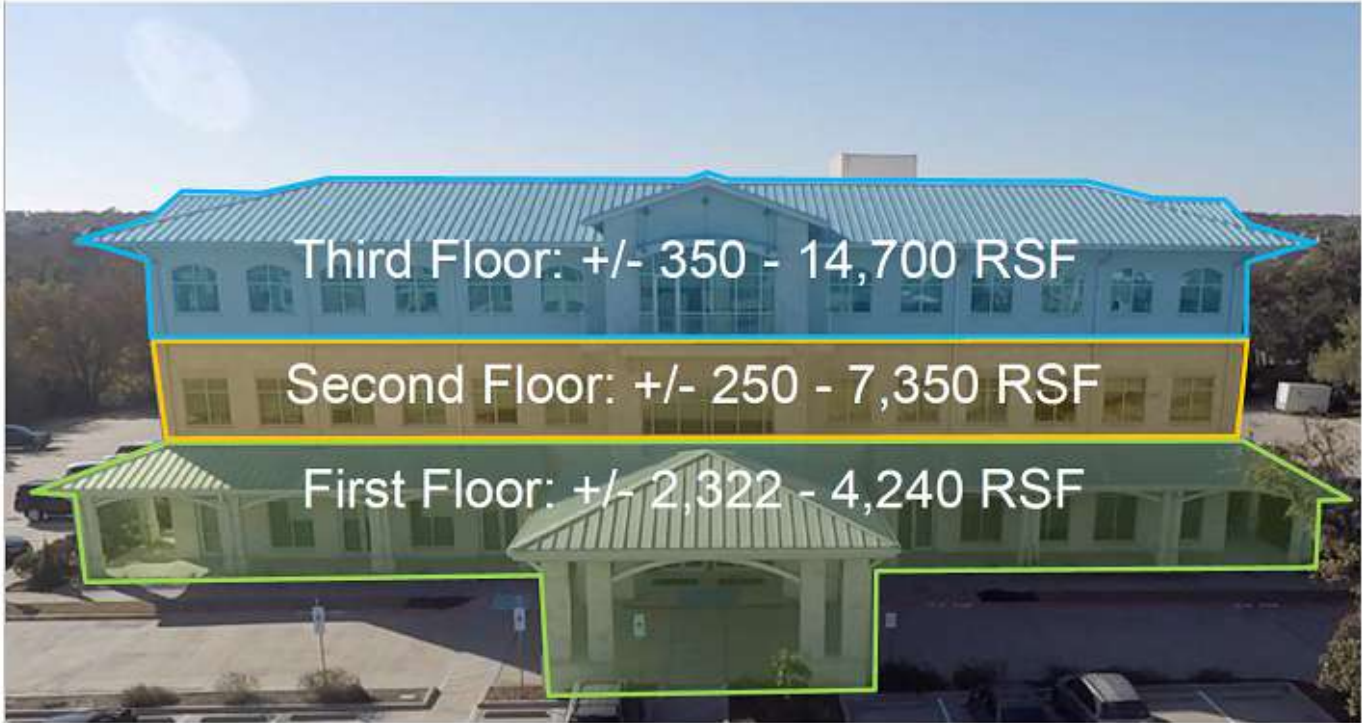 Third Floor: +/- 350 - 14,700 RSF
Second Floor: +/- 250 - 7,350 RSF
First Floor: +/- 2,322 - 4,240 RSF